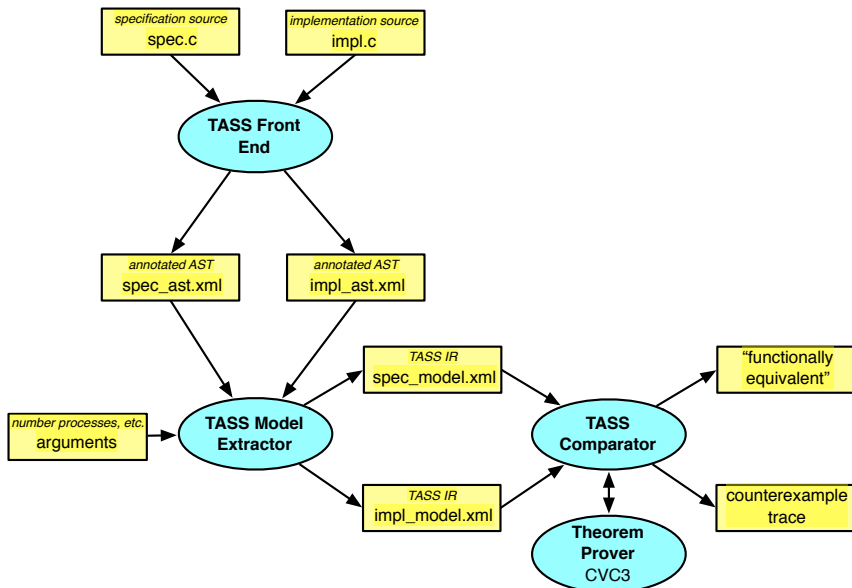 specification source
spec.c
implementation source
impl.c
TASS Front
End
annotated AST
spec_ast.xml
annotated AST
impl_ast.xml
number processes, etc.
arguments
TASS Model
Extractor
TASS IR
spec_model.xml
TASS IR
impl_model.xml
TASS
Comparator
Theorem
Prover
CVC3
“functionally
equivalent”
counterexample
trace